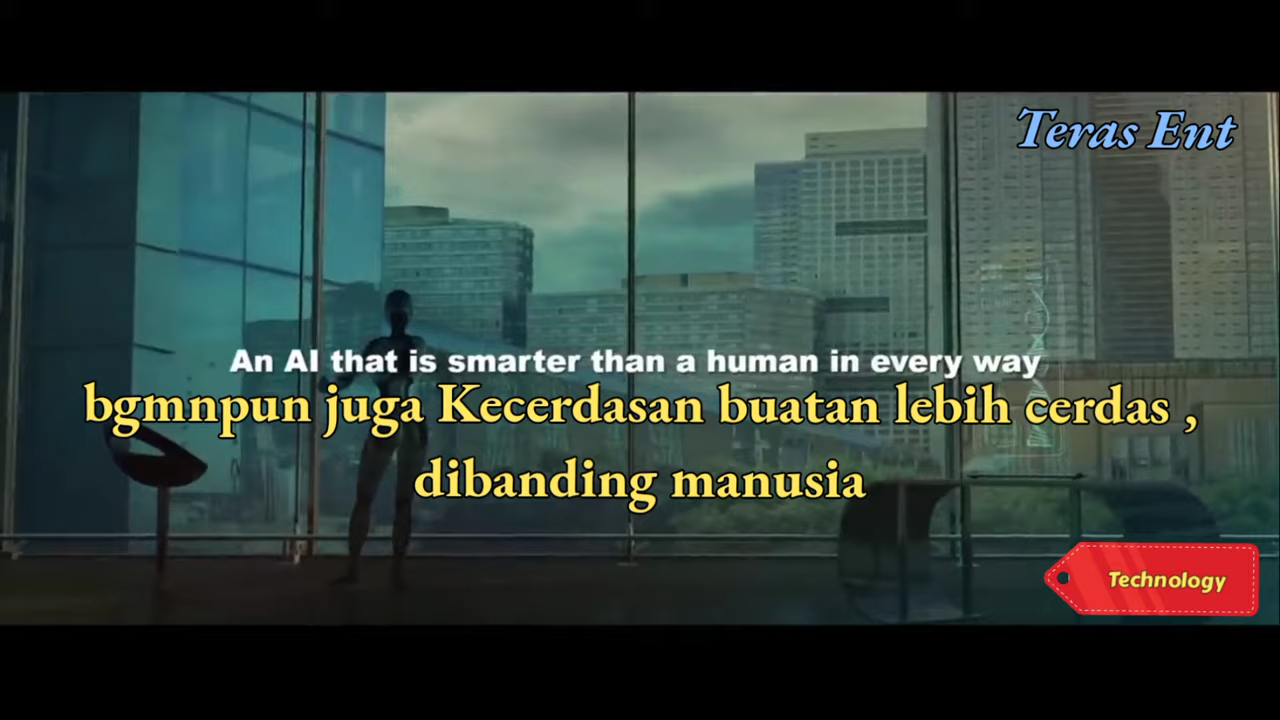 Teras Ent
An AI that is smarter than a human in every way
bgmnpun juga Kecerdasan buatan lebih cerdas ,
dibanding manusia
Technology